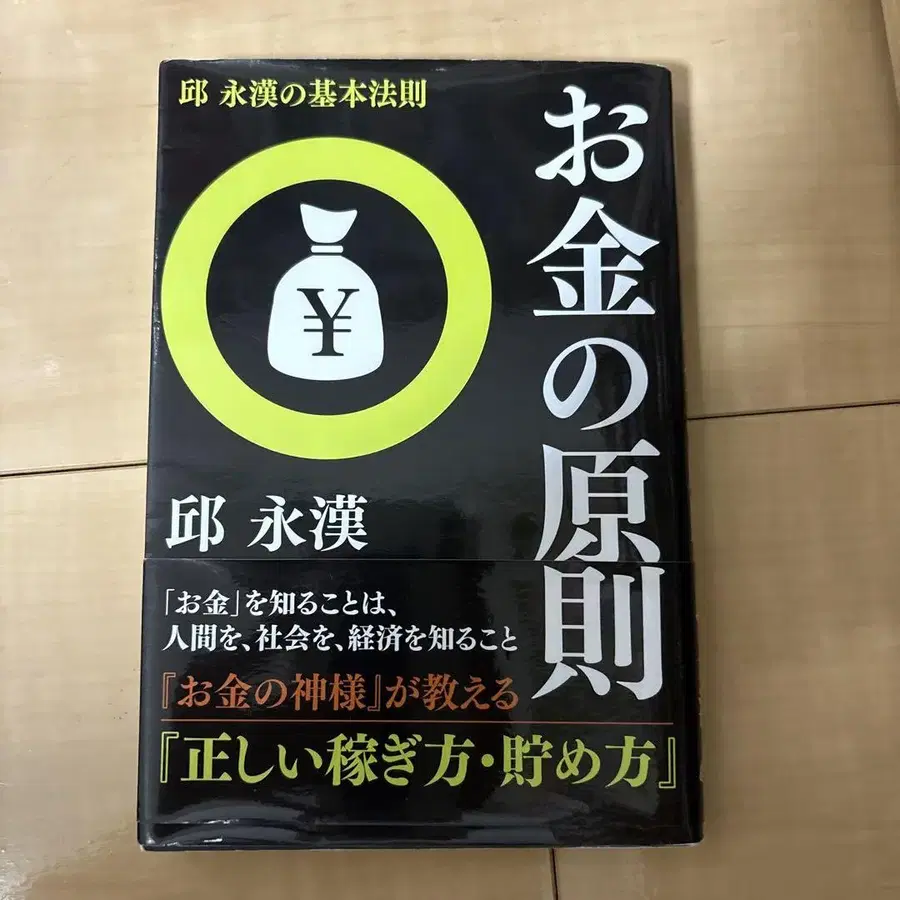 邱 永漢の基本法則
お金の原則
¥
邱 永漢
「お金」を知ることは、
人間を、社会を、経済を知ること
『お金の神様』が教える
『正しい稼ぎ方・貯め方』